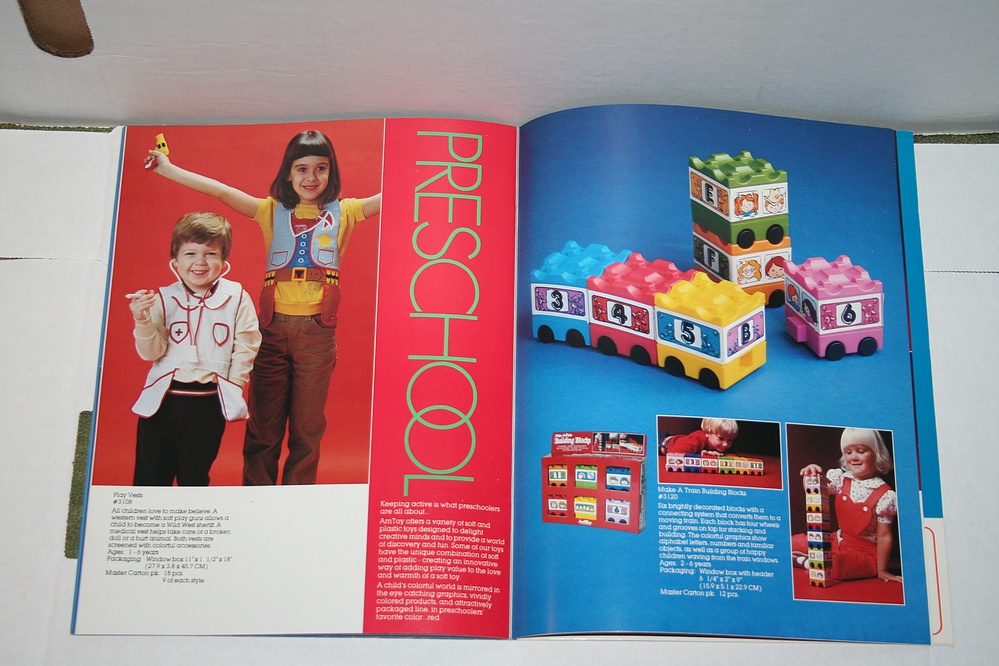 PRESCHOOL
Play Vests
#3108
All children love to make believe. A
western vest with soft play guns allows a
child to become a Wild West sheriff. A
medical vest helps take care of a broken
doll or a hurt animal. Both vests are
screened with colorful accessories.
Ages: 1 - 6 years
Packaging: Window box 11" x 1 1/2" x 18"
(27.9 x 3.8 x 45.7 CM)
Master Carton pk: 18 pcs.
9 of each style
Keeping active is what preschoolers
are all about...
AmToy offers a variety of soft and
plastic toys designed to delight
creative minds and to provide a world
of discovery and fun. Some of our toys
have the unique combination of soft
and plastic - creating an innovative
way of adding play value to the love
and warmth of a soft toy.
A child's colorful world is mirrored in
the eye catching graphics, vividly
colored products, and attractively
packaged line, in preschoolers'
favorite color...red.
E
F
3
4
5
B
6
Make A Train
Building Blocks
Make A Train Building Blocks
#3120
Six brightly decorated blocks with a
connecting system that converts them to a
moving train. Each block has four wheels
and grooves on top for stacking and
building. The colorful graphics show
alphabet letters, numbers and familiar
objects, as well as a group of happy
children waving from the train windows.
Ages: 2 - 6 years
Packaging: Window box with header
6 1/4" x 2" x 9"
(15.9 x 5.1 x 22.9 CM)
Master Carton pk: 12 pcs.